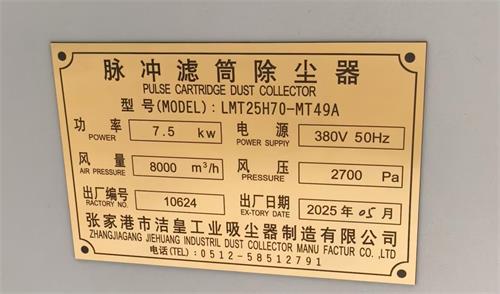 脉冲滤筒除尘器
PULSE CARTRIDGE DUST COLLECTOR
型号(MODEL): LMT25H70-MT49A
功率 7.5 kw 电源 380V 50Hz
POWER POWER SUPPIY
风量 8000 m³/h 风压 2700 Pa
AIR PRESSURE PRESSURE
出厂编号 10624 出厂日期 2025年05月
RACTORY NO. EX-TORY DATE
张家港市洁皇工业吸尘器制造有限公司
ZHANGJIAGANG JIEHUANG INDUSTRIL DUST COLLECTOR MANU FACTUR CO.,LTD
电话(TEL): 0512-58512791